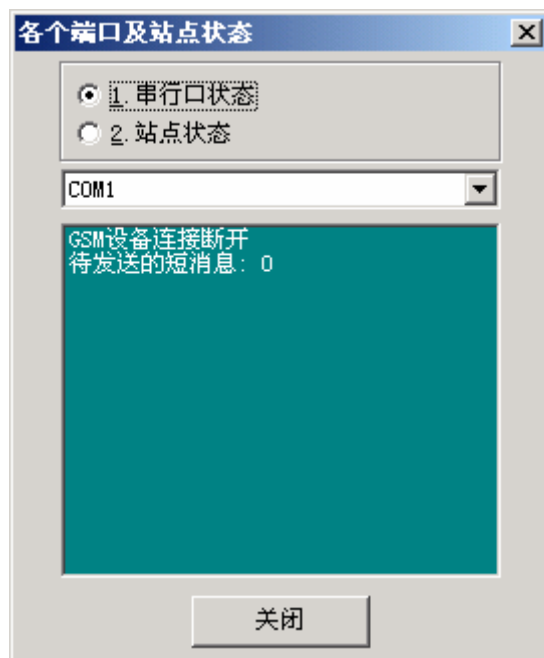 各个端口及站点状态
1. 串行口状态
2. 站点状态
COM1
GSM设备连接断开
待发送的短消息: 0
关闭